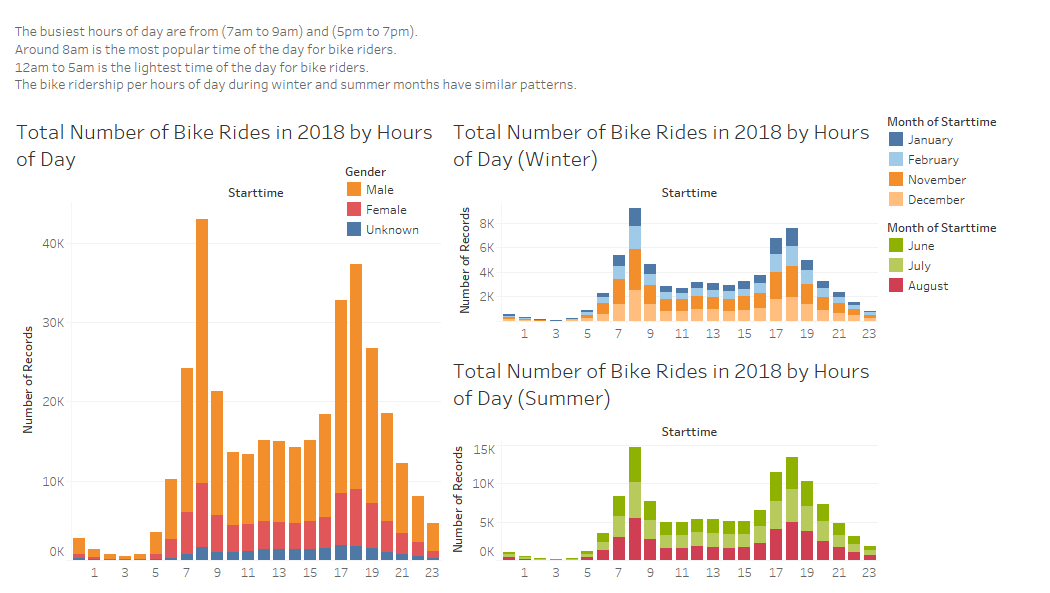 The busiest hours of day are from (7am to 9am) and (5pm to 7pm).
Around 8am is the most popular time of the day for bike riders.
12am to 5am is the lightest time of the day for bike riders.
The bike ridership per hours of day during winter and summer months have similar patterns.
Total Number of Bike Rides in 2018 by Hours
of Day
Gender
Male
Female
Unknown
Starttime
Number of Records
40K
30K
20K
10K
0K
1 3 5 7 9 11 13 15 17 19 21 23
Total Number of Bike Rides in 2018 by Hours
of Day (Winter)
Starttime
Number of Records
8K
6K
4K
2K
1 3 5 7 9 11 13 15 17 19 21 23
Total Number of Bike Rides in 2018 by Hours
of Day (Summer)
Starttime
Number of Records
15K
10K
5K
0K
1 3 5 7 9 11 13 15 17 19 21 23
Month of Starttime
January
February
November
December
Month of Starttime
June
July
August